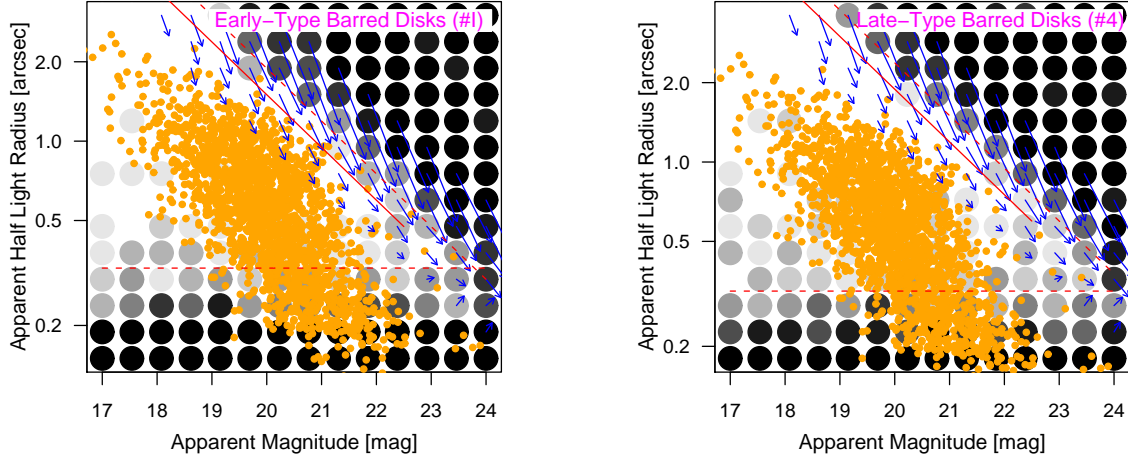 Early−Type Barred Disks (#I)
Apparent Half Light Radius [arcsec]
2.0
1.0
0.5
0.2
17 18 19 20 21 22 23 24
Apparent Magnitude [mag]
Late−Type Barred Disks (#4)
Apparent Half Light Radius [arcsec]
2.0
1.0
0.5
0.2
17 18 19 20 21 22 23 24
Apparent Magnitude [mag]